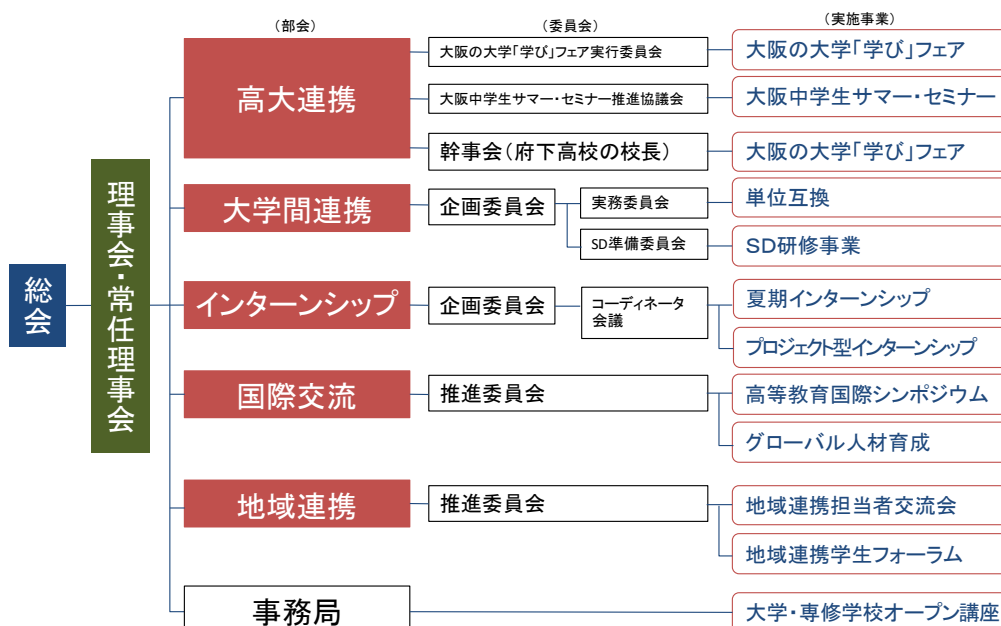 （部会）
（委員会）
（実施事業）
総会
理事会・常任理事会
高大連携
大阪の大学「学び」フェア実行委員会
大阪の大学「学び」フェア
大阪中学生サマー・セミナー推進協議会
大阪中学生サマー・セミナー
幹事会（府下高校の校長）
大阪の大学「学び」フェア
大学間連携
企画委員会
実務委員会
単位互換
SD準備委員会
SD研修事業
インターンシップ
企画委員会
コーディネータ
会議
夏期インターンシップ
プロジェクト型インターンシップ
国際交流
推進委員会
高等教育国際シンポジウム
グローバル人材育成
地域連携
推進委員会
地域連携担当者交流会
地域連携学生フォーラム
事務局
大学・専修学校オープン講座